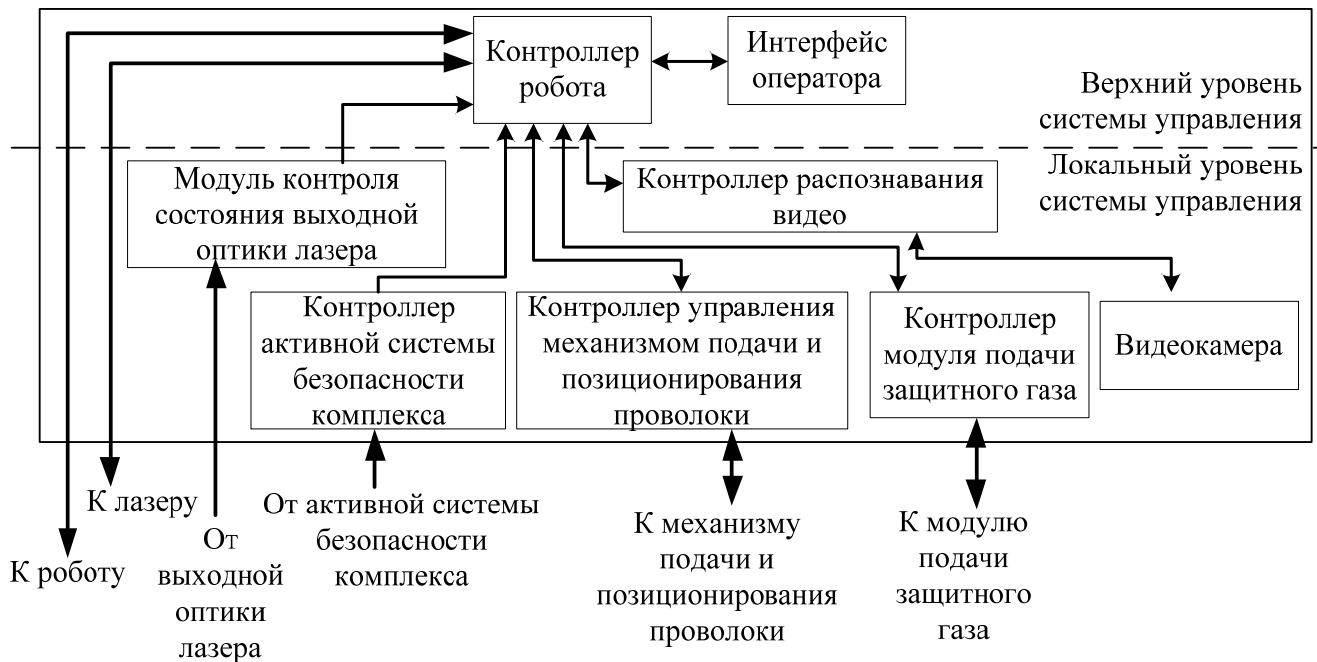 Контроллер
робота
Интерфейс
оператора
Верхний уровень
системы управления
Локальный уровень
системы управления
Модуль контроля
состояния выходной
оптики лазера
Контроллер распознавания
видео
Контроллер
активной системы
безопасности
комплекса
Контроллер управления
механизмом подачи и
позиционирования
проволоки
Контроллер
модуля подачи
защитного газа
Видеокамера
К лазеру
К роботу
От
выходной
оптики
лазера
От активной системы
безопасности
комплекса
К механизму
подачи и
позиционирования
проволоки
К модулю
подачи
защитного
газа